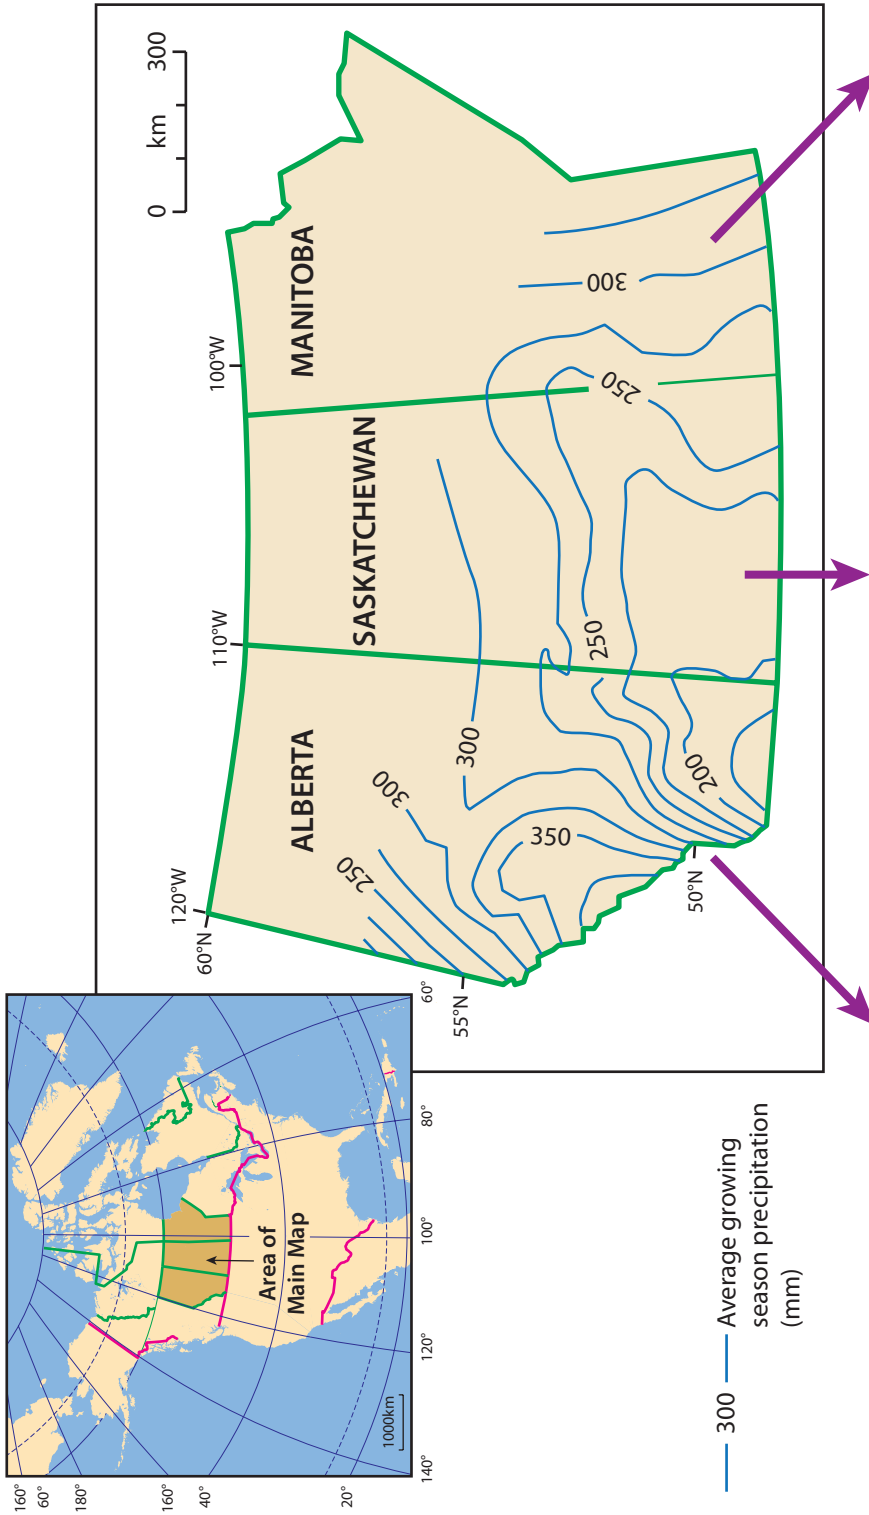 160°
60°
180°
160°
40°
20°
140°
120°
100°
80°
60°
Area of
Main Map
1000km
0
km
300
120°W
110°W
100°W
60°N
55°N
50°N
ALBERTA
SASKATCHEWAN
MANITOBA
250
300
300
350
200
250
250
300
300
Average growing
season precipitation
(mm)